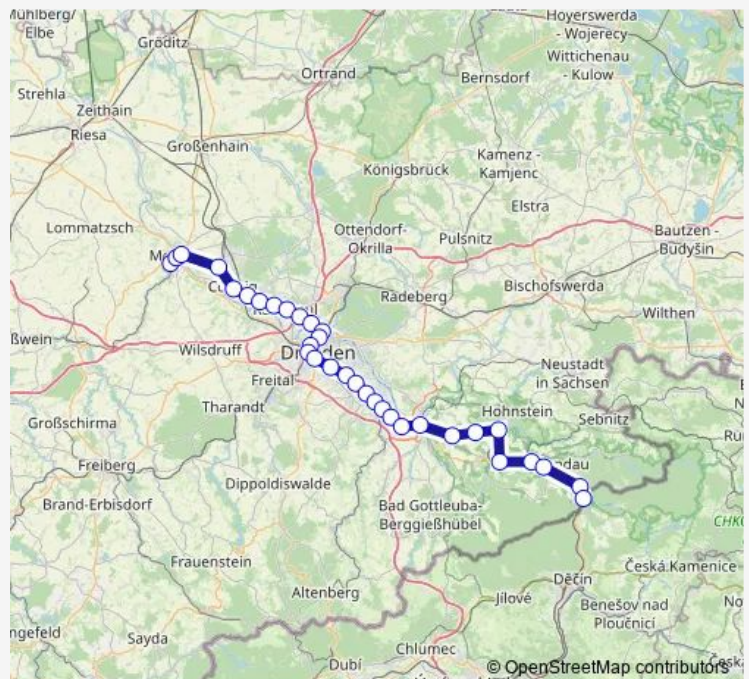 Mühlberg/
Elbe
Gröditz
Hoyerswerda
- Wojerecy
Wittichenau
- Kulow
Ortrand
Bernsdorf
Strehla
Zeithain
Riesa
Großenhain
Kamenz -
Kamjenc
Königsbrück
Elstra
Lommatzsch
Ottendorf-
Okrilla
Pulsnitz
Bautzen -
Budyšin
Radeberg
Bischofswerda
Wilthen
Wilsdruff
Dresden
Freital
Neustadt
in Sachsen
Tharandt
Hohnstein
Sebnitz
Großschirma
Freiberg
Dippoldiswalde
Brand-Erbisdorf
Bad Gottleuba-
Berggießhübel
CHKO
Frauenstein
Česká Kamenice
Altenberg
Děčín
Jílové
Benešov nad
Ploučnicí
Sayda
Chlumec
Dubí
© OpenStreetMap contributors